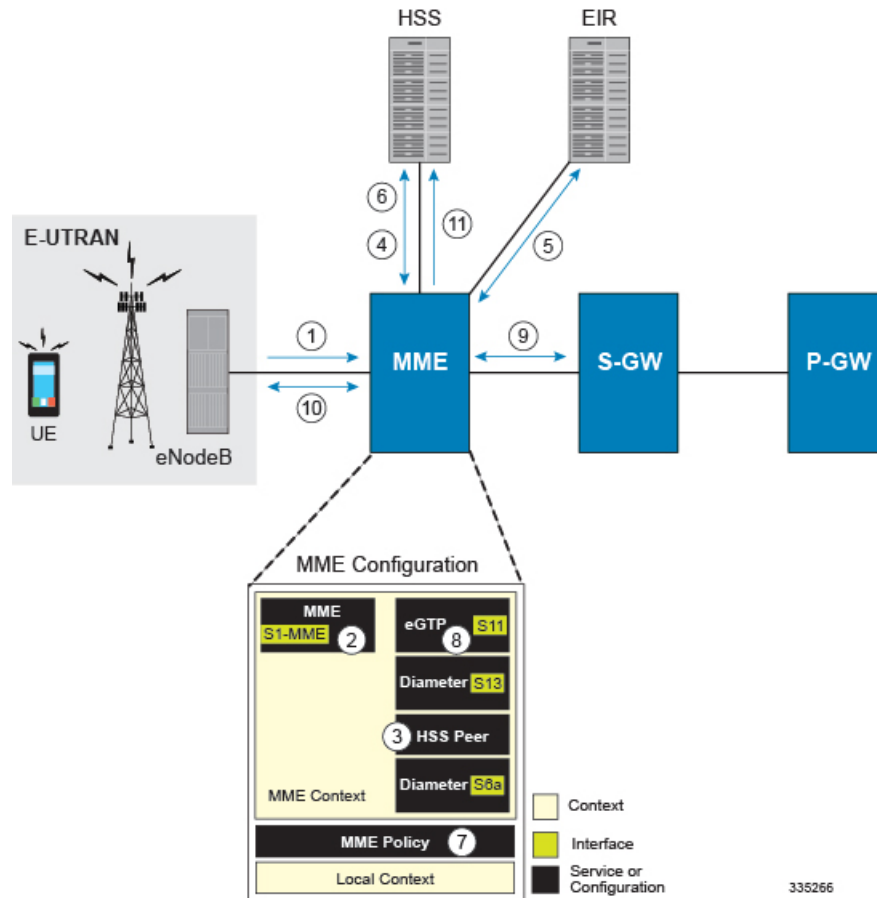 HSS
EIR
6
4
11
5
E-UTRAN
1
10
9
MME
S-GW
P-GW
UE
eNodeB
MME Configuration
MME
S1-MME
2
eGTP
S11
8
Diameter
S13
3
HSS Peer
Diameter
S6a
MME Context
MME Policy
7
Local Context
Context
Interface
Service or
Configuration
335266